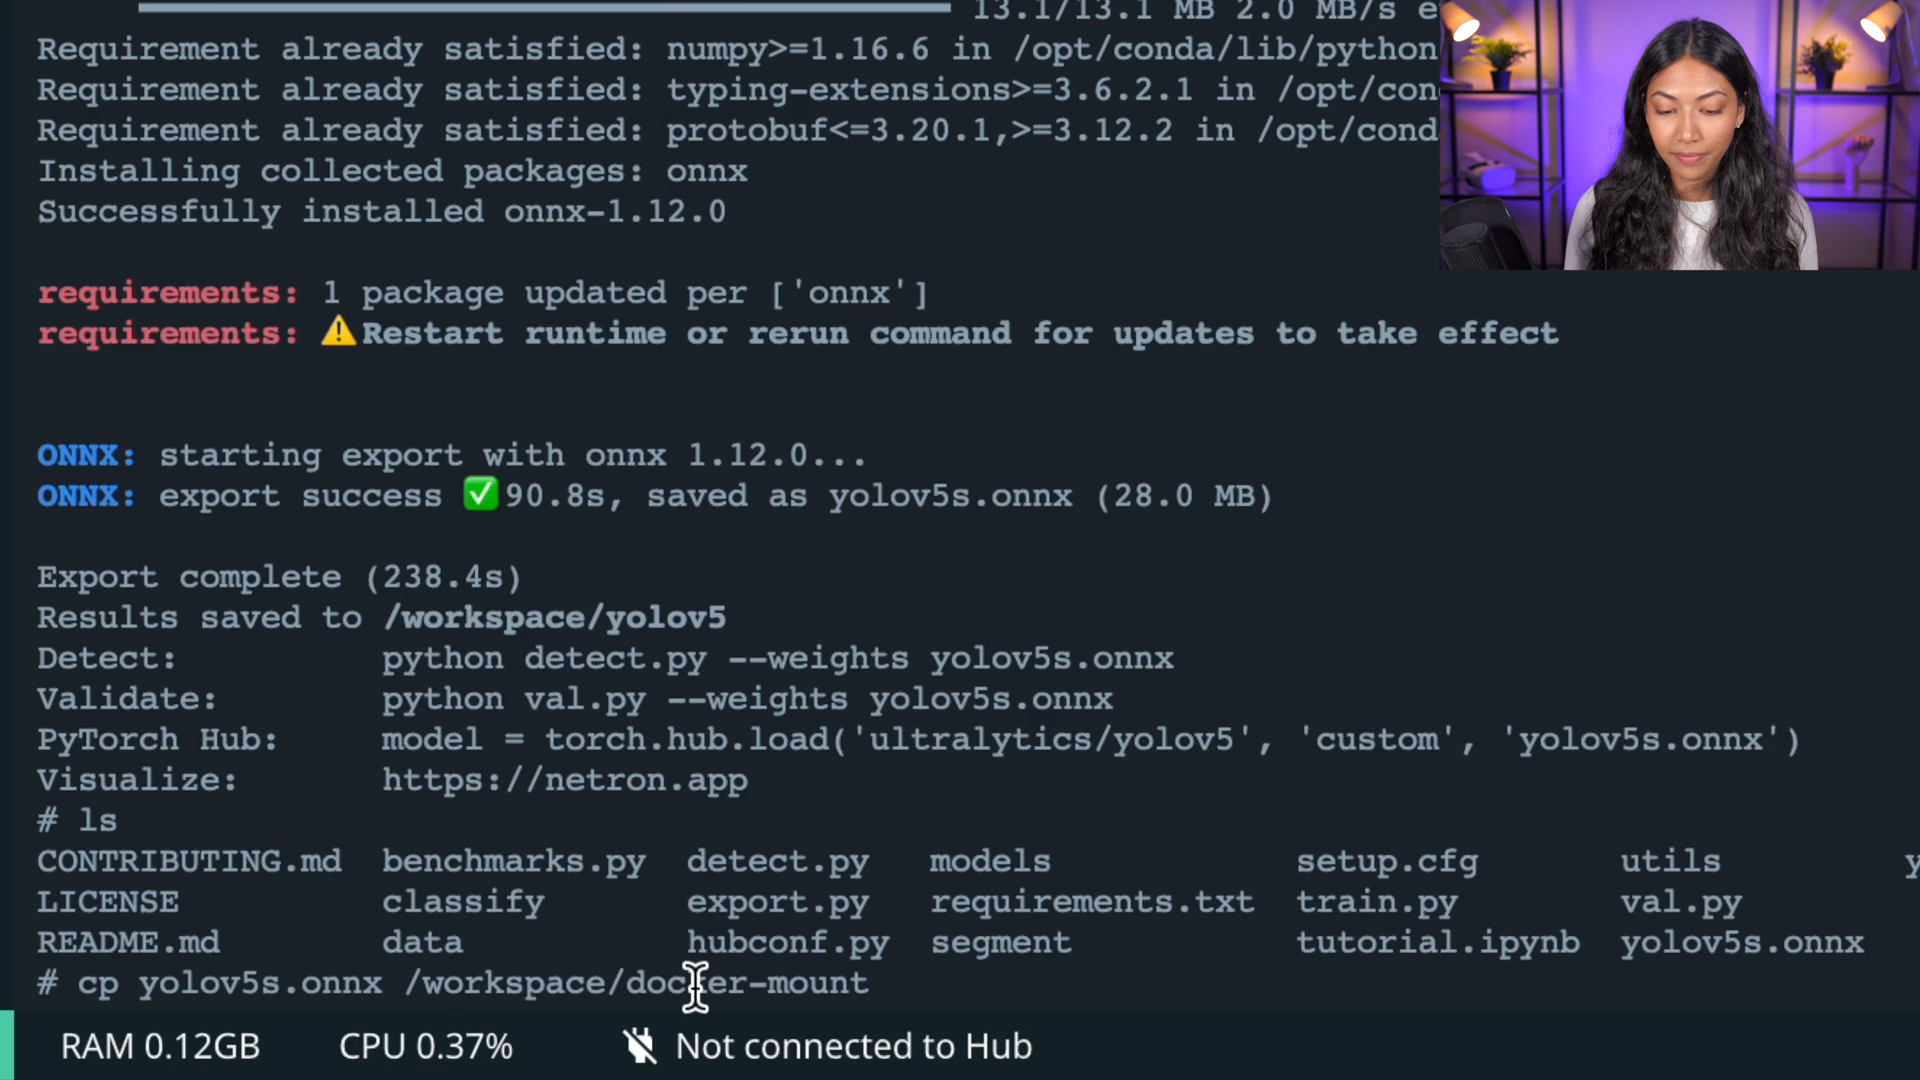 13.1/13.1 MB 2.0 MB/s e
Requirement already satisfied: numpy>=1.16.6 in /opt/conda/lib/python
Requirement already satisfied: typing-extensions>=3.6.2.1 in /opt/con
Requirement already satisfied: protobuf<=3.20.1,>=3.12.2 in /opt/cond
Installing collected packages: onnx
Successfully installed onnx-1.12.0
requirements: 1 package updated per ['onnx']
requirements: ⚠️Restart runtime or rerun command for updates to take effect
ONNX: starting export with onnx 1.12.0...
ONNX: export success ✅ 90.8s, saved as yolov5s.onnx (28.0 MB)
Export complete (238.4s)
Results saved to /workspace/yolov5
Detect: python detect.py --weights yolov5s.onnx
Validate: python val.py --weights yolov5s.onnx
PyTorch Hub: model = torch.hub.load('ultralytics/yolov5', 'custom', 'yolov5s.onnx')
Visualize: https://netron.app
# ls
CONTRIBUTING.md benchmarks.py detect.py models setup.cfg utils y
LICENSE classify export.py requirements.txt train.py val.py
README.md data hubconf.py segment tutorial.ipynb yolov5s.onnx
# cp yolov5s.onnx /workspace/docker-mount
RAM 0.12GB CPU 0.37% Not connected to Hub